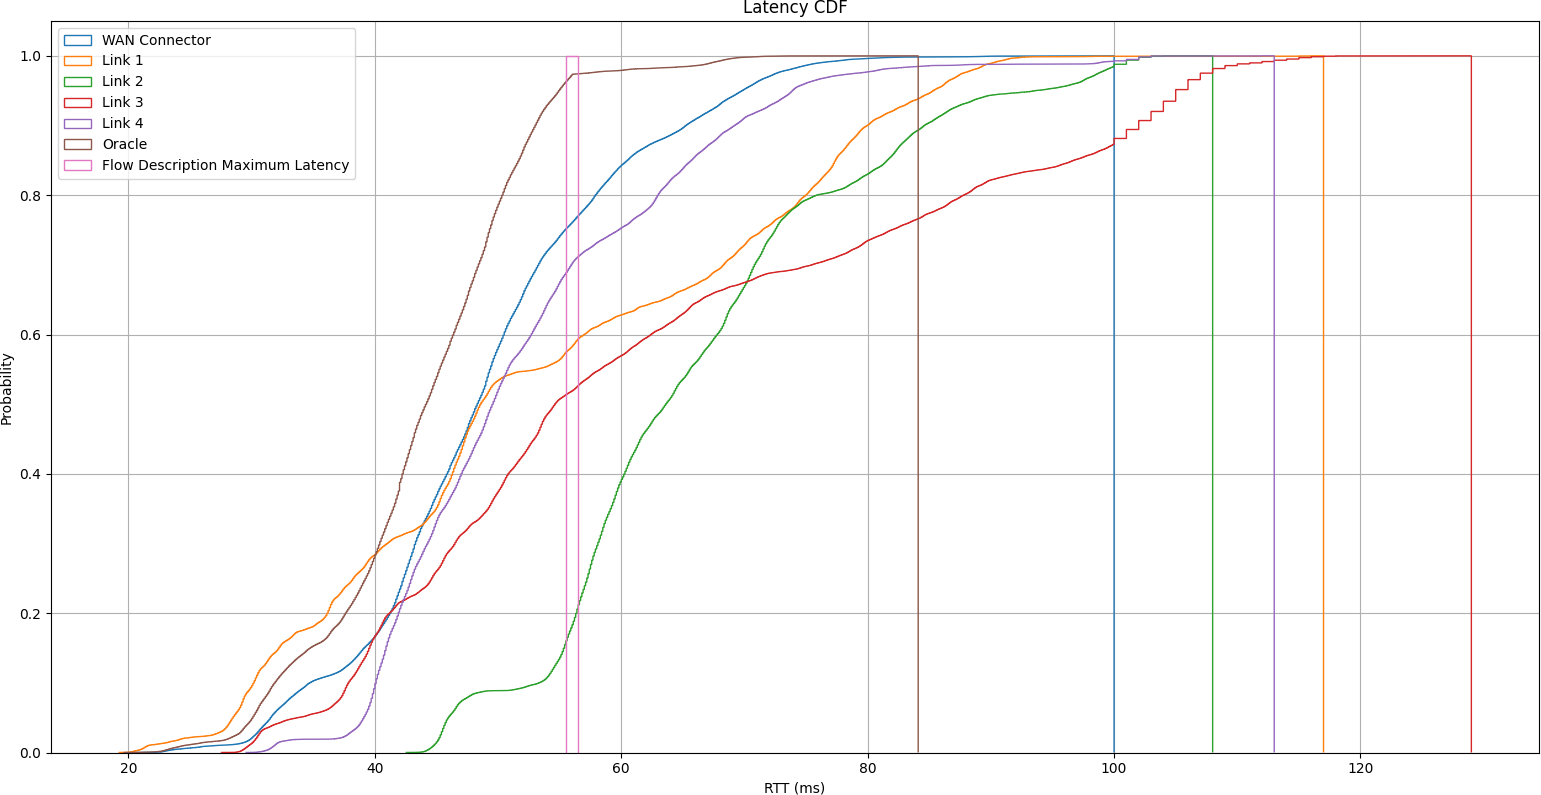 Latency CDF
WAN Connector
Link 1
Link 2
Link 3
Link 4
Oracle
Flow Description Maximum Latency
1.0
0.8
0.6
0.4
0.2
0.0
Probability
20
40
60
80
100
120
RTT (ms)